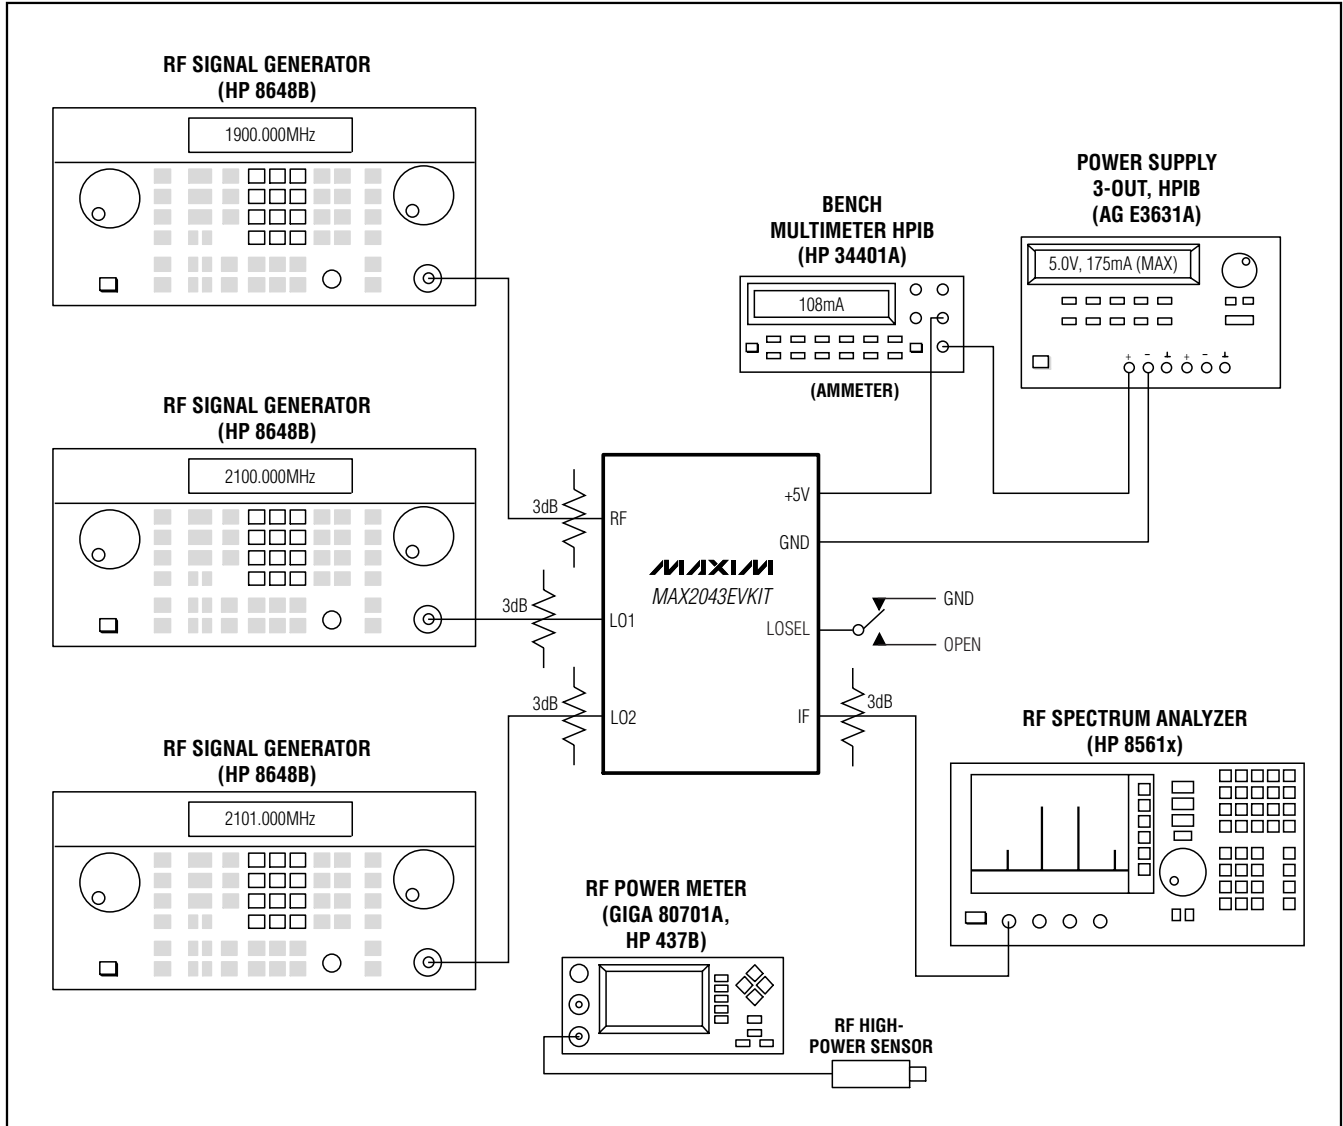 RF SIGNAL GENERATOR
(HP 8648B)
1900.000MHz
POWER SUPPLY
3-OUT, HPIB
(AG E3631A)
5.0V, 175mA (MAX)
+ - ⊥ + - ⊥
BENCH
MULTIMETER HPIB
(HP 34401A)
108mA
(AMMETER)
RF SIGNAL GENERATOR
(HP 8648B)
2100.000MHz
3dB
RF
+5V
GND
MAXIM
MAX2043EVKIT
3dB
LO1
LOSEL
GND
OPEN
3dB
LO2
IF
3dB
RF SIGNAL GENERATOR
(HP 8648B)
2101.000MHz
RF SPECTRUM ANALYZER
(HP 8561x)
RF POWER METER
(GIGA 80701A,
HP 437B)
RF HIGH-
POWER SENSOR